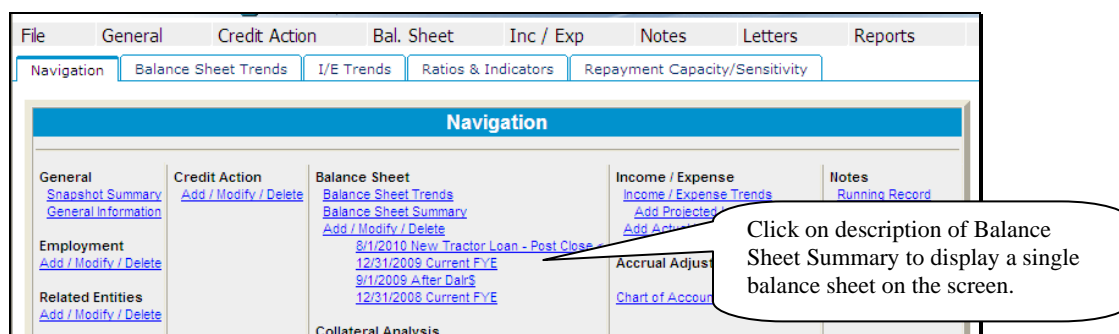 File General Credit Action Bal. Sheet Inc / Exp Notes Letters Reports
Navigation Balance Sheet Trends I/E Trends Ratios & Indicators Repayment Capacity/Sensitivity
Navigation
General
Snapshot Summary
General Information
Employment
Add / Modify / Delete
Related Entities
Add / Modify / Delete
Credit Action
Add / Modify / Delete
Balance Sheet
Balance Sheet Trends
Balance Sheet Summary
Add / Modify / Delete
8/1/2010 New Tractor Loan - Post Close
12/31/2009 Current FYE
9/1/2009 After Dalr$
12/31/2008 Current FYE
Collateral Analysis
Income / Expense
Income / Expense Trends
Add Projected
Add
Accrual
Chart of
Notes
Running Record
Click on description of Balance
Sheet Summary to display a single
balance sheet on the screen.